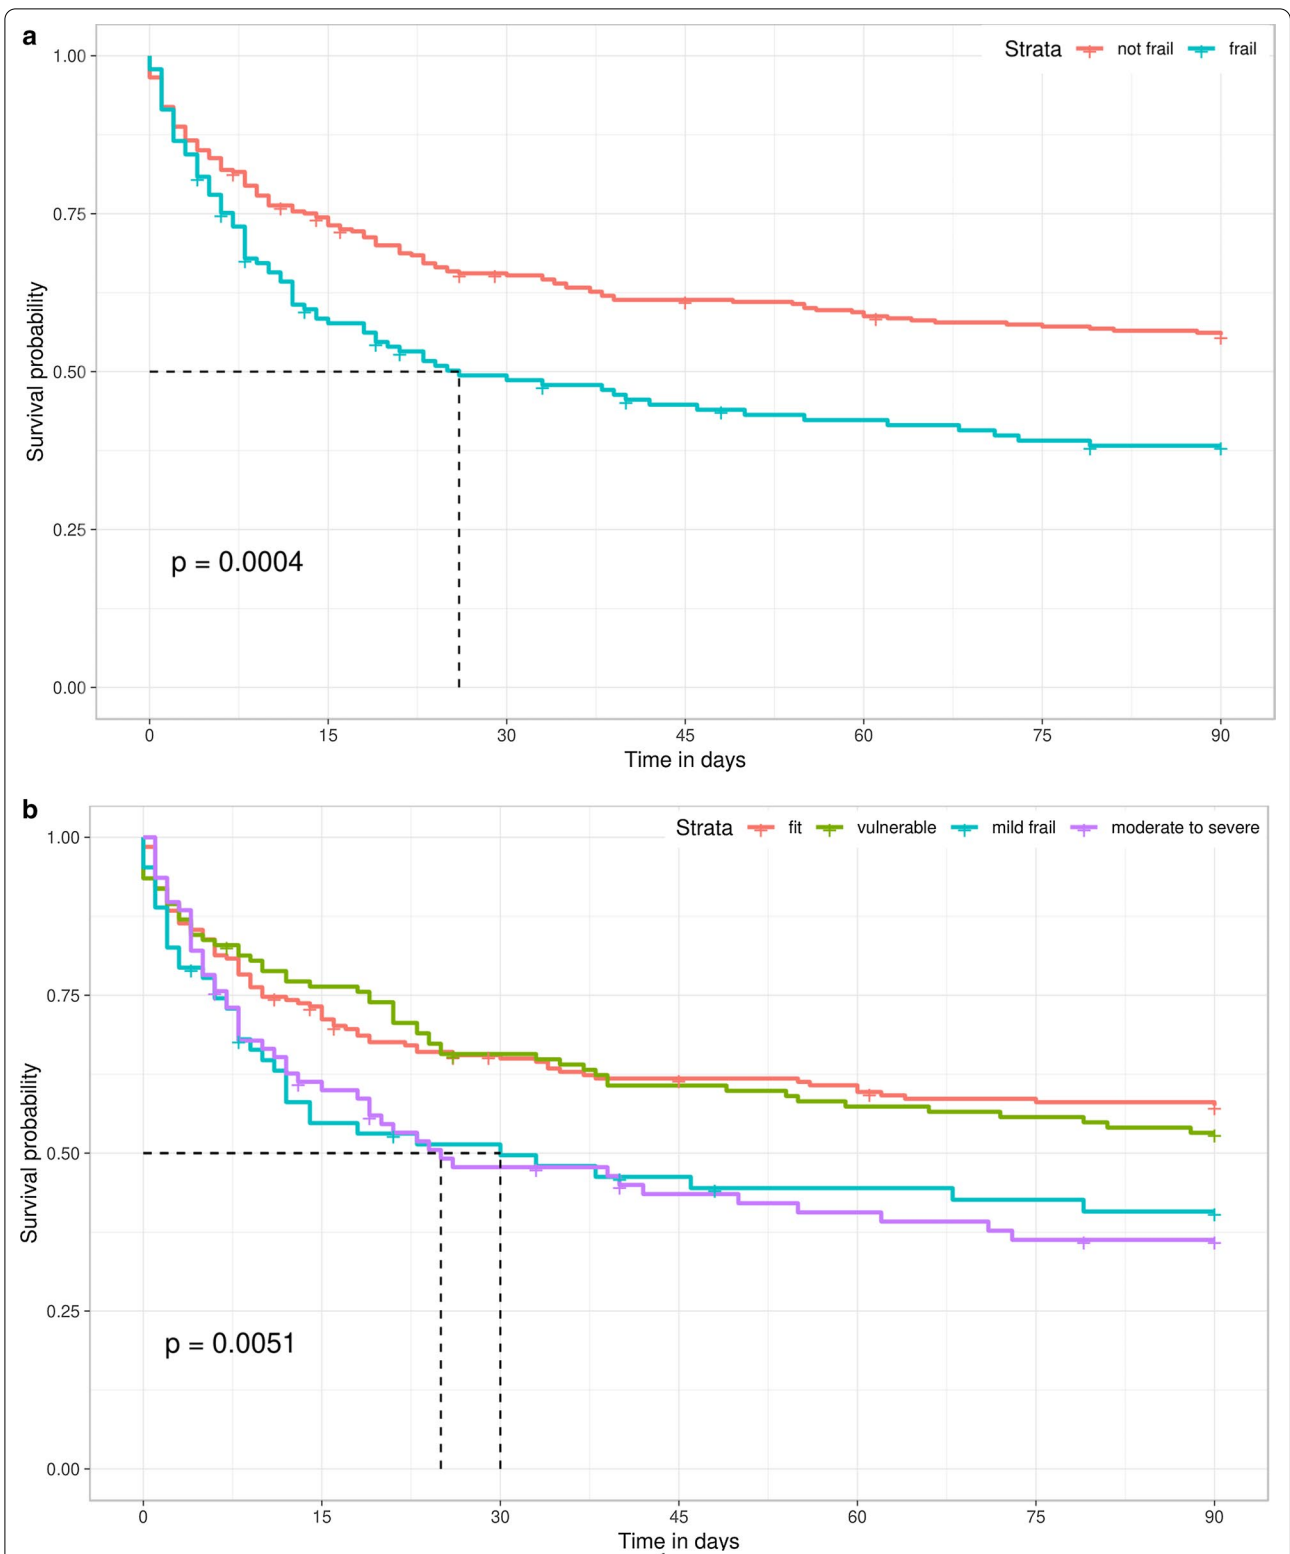 a
Strata not frail frail
1.00
0.75
0.50
0.25
0.00
Survival probability
p = 0.0004
0 15 30 45 60 75 90
Time in days
b
Strata fit vulnerable mild frail moderate to severe
1.00
0.75
0.50
0.25
0.00
Survival probability
p = 0.0051
0 15 30 45 60 75 90
Time in days